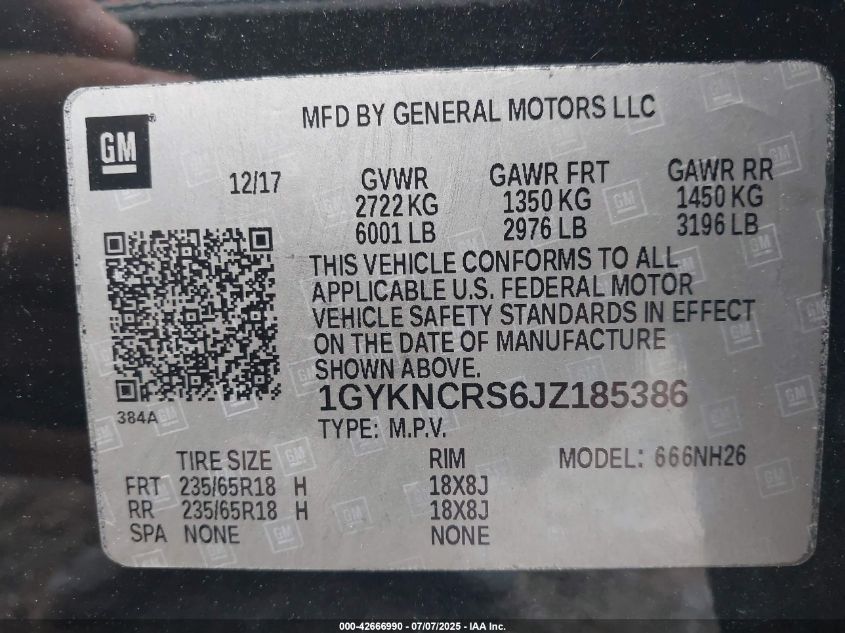 MFD BY GENERAL MOTORS LLC
GM
12/17 GVWR GAWR FRT GAWR RR
2722 KG 1350 KG 1450 KG
6001 LB 2976 LB 3196 LB
THIS VEHICLE CONFORMS TO ALL
APPLICABLE U.S. FEDERAL MOTOR
VEHICLE SAFETY STANDARDS IN EFFECT
ON THE DATE OF MANUFACTURE
SHOWN ABOVE.
1GYKNCRS6JZ185386
384A
TYPE: M.P.V.
TIRE SIZE RIM MODEL: 666NH26
FRT 235/65R18 H 18X8J
RR 235/65R18 H 18X8J
SPA NONE NONE
000-42666990 - 07/07/2025 - IAA Inc.